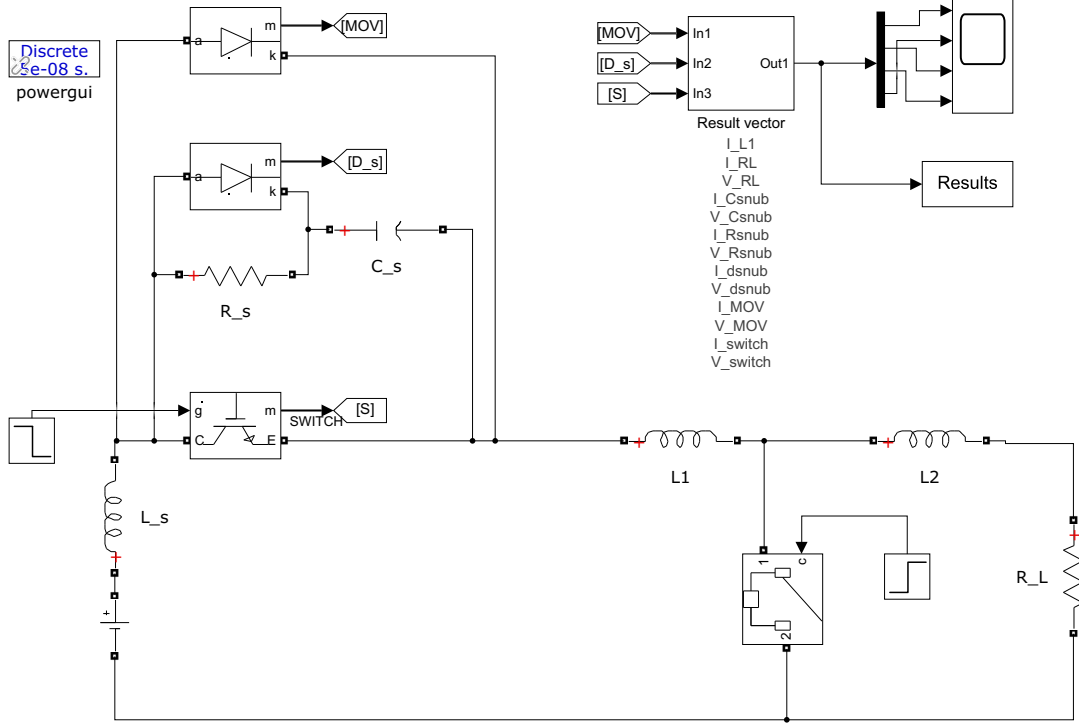 Discrete
5e-08 s.
powergui
a
m
k
[MOV]
a
m
k
[D_s]
C_s
R_s
g
m
C
E
SWITCH
[S]
L_s
+
[MOV]
[D_s]
[S]
In1
In2
In3
Out1
Result vector
I_L1
I_RL
V_RL
I_Csnub
V_Csnub
I_Rsnub
V_Rsnub
I_dsnub
V_dsnub
I_MOV
V_MOV
I_switch
V_switch
Results
L1
L2
1
c
2
R_L